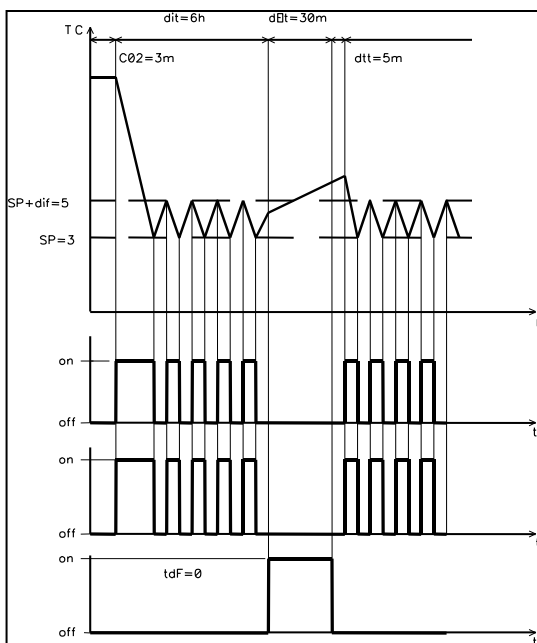 dit=6h
dEIt=30m
T C
C02=3m
dtt=5m
SP+dif=5
SP=3
on
off
t
on
off
t
on
tdF=0
off
t